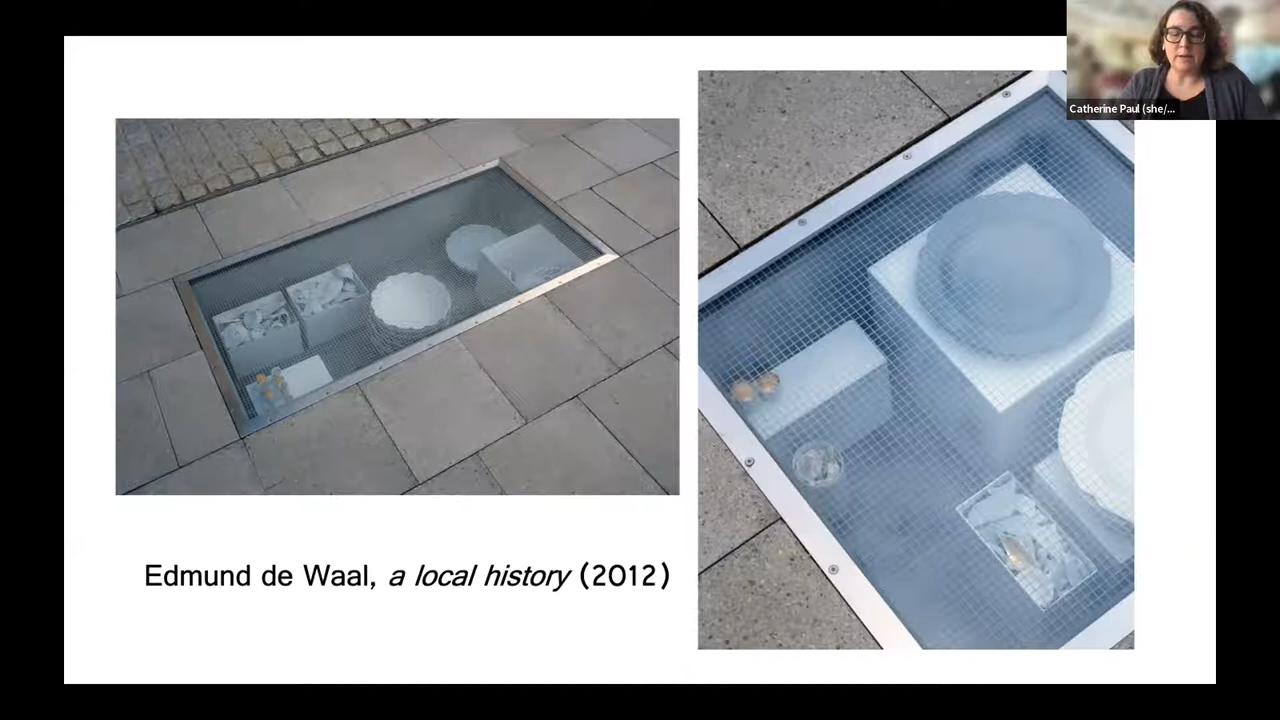 Catherine Paul (she/...
Edmund de Waal, a local history (2012)